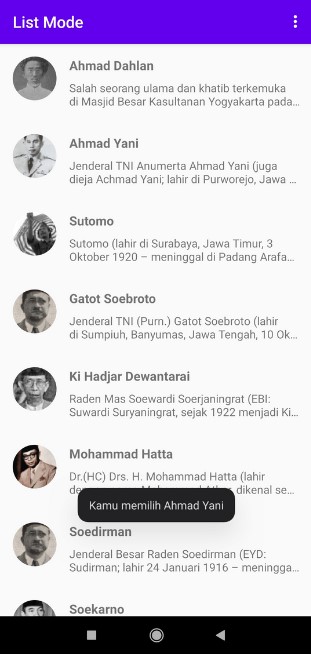 List Mode
Ahmad Dahlan
Salah seorang ulama dan khatib terkemuka
di Masjid Besar Kasultanan Yogyakarta pada...
Ahmad Yani
Jenderal TNI Anumerta Ahmad Yani (juga
dieja Achmad Yani; lahir di Purworejo, Jawa ...
Sutomo
Sutomo (lahir di Surabaya, Jawa Timur, 3
Oktober 1920 – meninggal di Padang Arafa...
Gatot Soebroto
Jenderal TNI (Purn.) Gatot Soebroto (lahir
di Sumpiuh, Banyumas, Jawa Tengah, 10 Ok...
Ki Hadjar Dewantarai
Raden Mas Soewardi Soerjaningrat (EBI:
Suwardi Suryaningrat, sejak 1922 menjadi Ki...
Mohammad Hatta
Dr.(HC) Drs. H. Mohammad Hatta (lahir
dikenal se...
Kamu memilih Ahmad Yani
Soedirman
Jenderal Besar Raden Soedirman (EYD:
Sudirman; lahir 24 Januari 1916 – meningga...
Soekarno